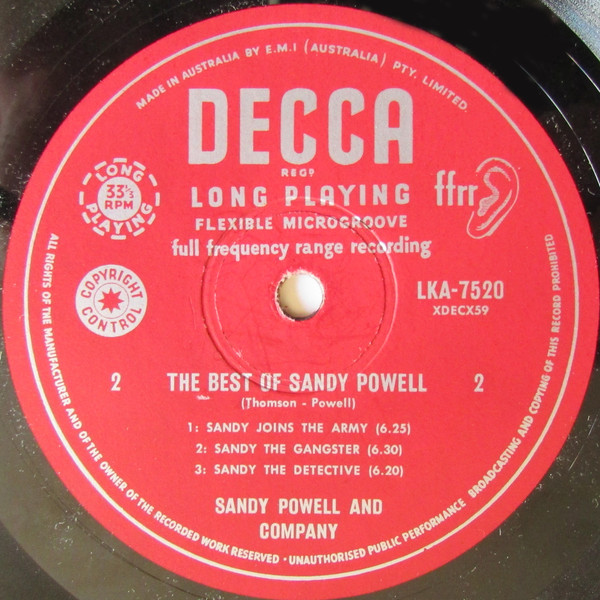 MADE IN AUSTRALIA BY E.M.I (AUSTRALIA) PTY. LIMITED.
DECCA
REGD
LONG PLAYING
33⅓
RPM
LONG PLAYING
ffrr
FLEXIBLE MICROGROOVE
full frequency range recording
COPYRIGHT CONTROL
LKA-7520
XDECX59
2 THE BEST OF SANDY POWELL 2
(Thomson - Powell)
1: SANDY JOINS THE ARMY (6.25)
2: SANDY THE GANGSTER (6.30)
3: SANDY THE DETECTIVE (6.20)
SANDY POWELL AND
COMPANY
ALL RIGHTS OF THE MANUFACTURER AND OF THE OWNER OF THE RECORDED WORK RESERVED · UNAUTHORISED PUBLIC PERFORMANCE BROADCASTING AND COPYING OF THIS RECORD PROHIBITED